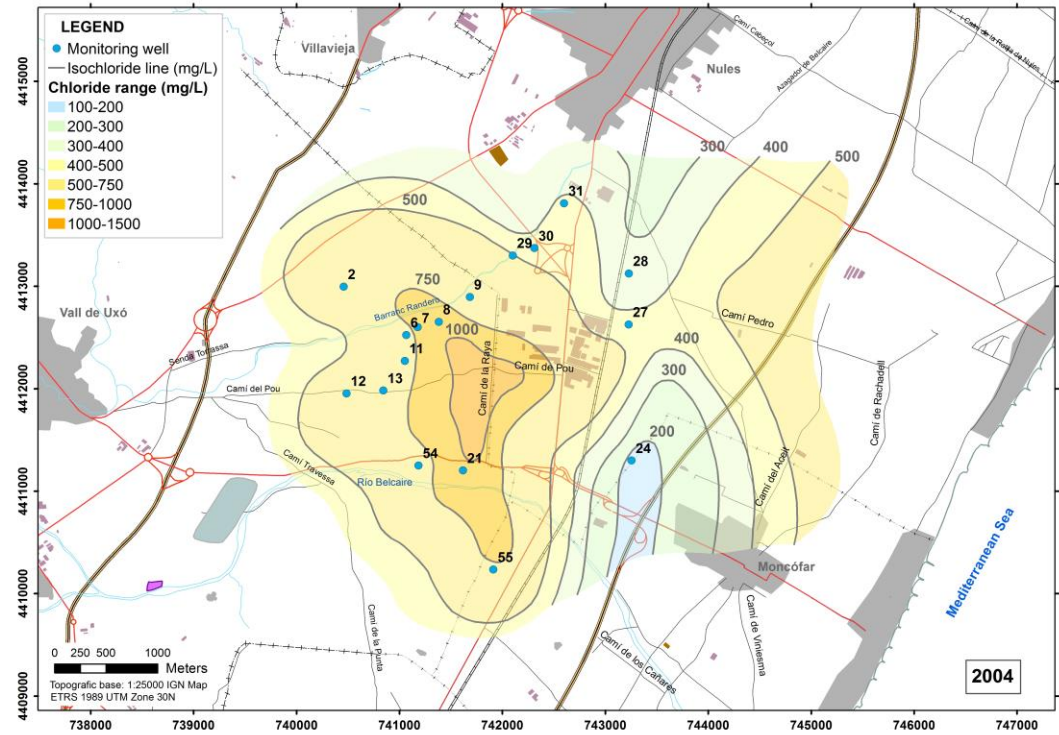 LEGEND
Monitoring well
Isochloride line (mg/L)
Chloride range (mg/L)
100-200
200-300
300-400
400-500
500-750
750-1000
1000-1500
Villavieja
Nules
Camí Cabeçol
Azagador de Belcaire
Camí de la Ratlla de Nules
300
400
500
500
31
30
29
28
27
2
9
750
Barranc Randero
8
7
6
1000
11
Camí Pedro
Vall de Uxó
Senda Torrassa
Camí del Pou
12
13
Camí de la Raya
Camí de Pou
400
300
200
Camí de Rachadell
24
Camí Travessa
54
21
Río Belcaire
Camí del Aceit
55
Moncófar
Mediterranean Sea
Camí de la Punta
Camí de los Cañares
Camí de Viniesma
0 250 500 1000
Meters
Topografic base: 1:25000 IGN Map
ETRS 1989 UTM Zone 30N
2004
4415000
4414000
4413000
4412000
4411000
4410000
4409000
738000 739000 740000 741000 742000 743000 744000 745000 746000 747000